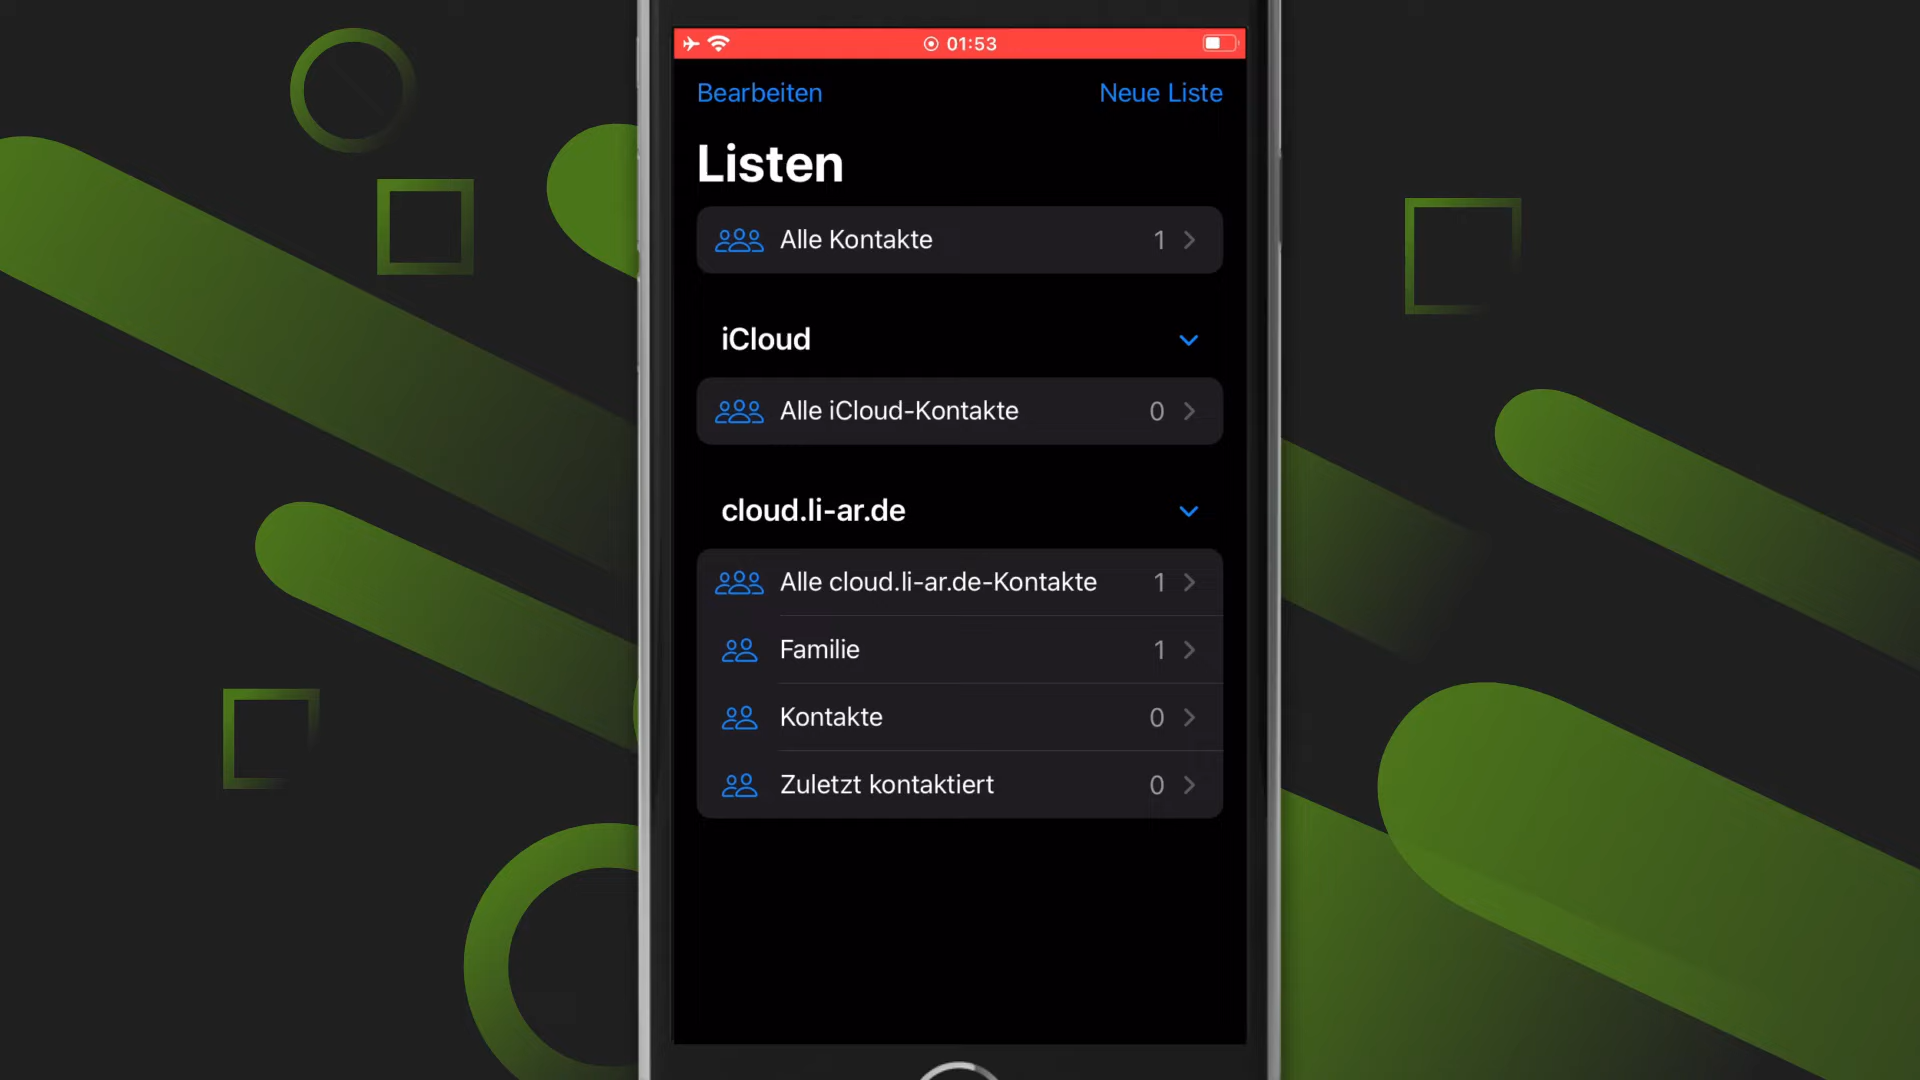 01:53
Bearbeiten Neue Liste
Listen
Alle Kontakte 1
iCloud
Alle iCloud-Kontakte 0
cloud.li-ar.de
Alle cloud.li-ar.de-Kontakte 1
Familie 1
Kontakte 0
Zuletzt kontaktiert 0